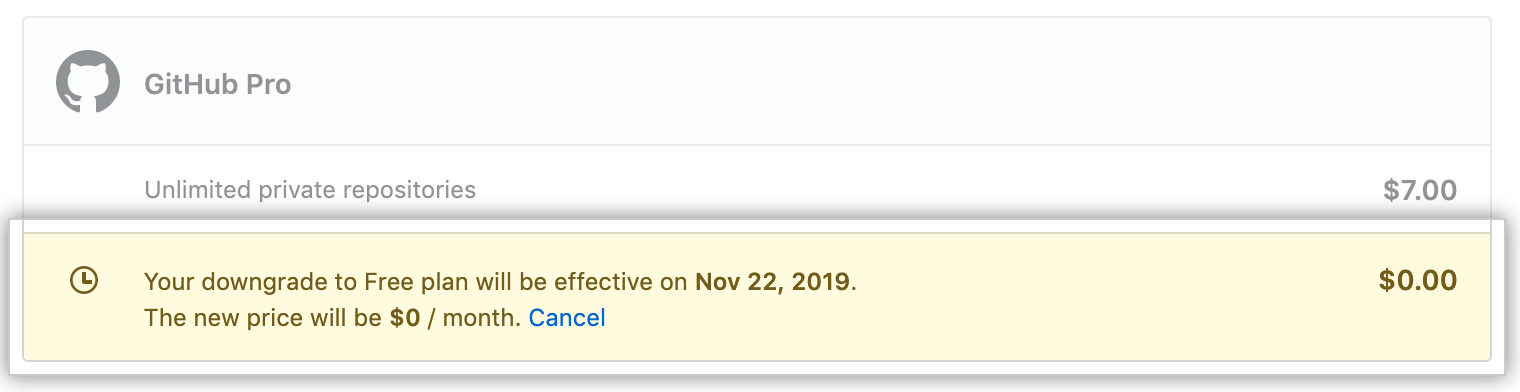 GitHub Pro
Unlimited private repositories $7.00
Your downgrade to Free plan will be effective on Nov 22, 2019. $0.00
The new price will be $0 / month. Cancel